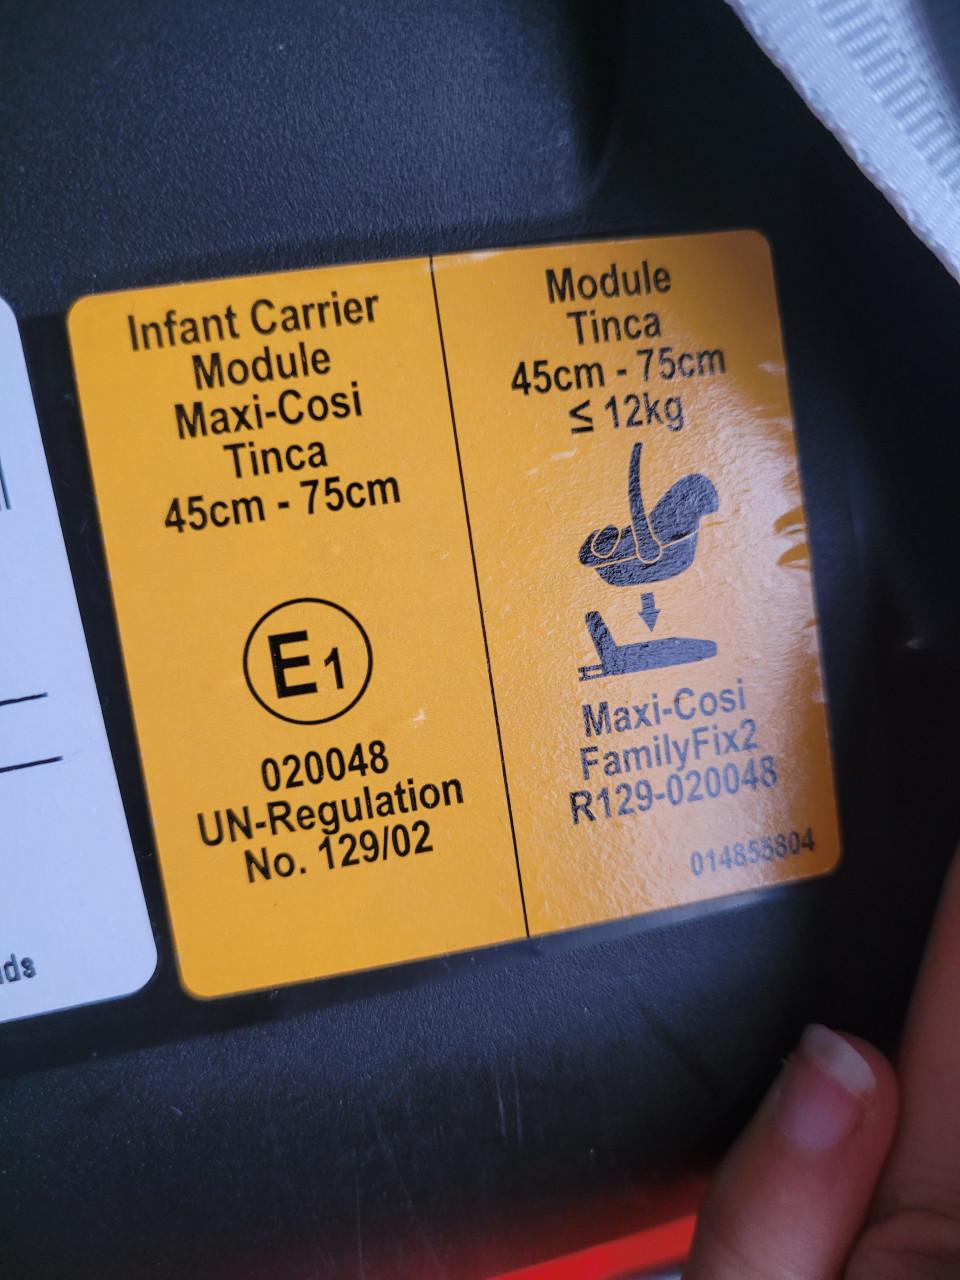 Infant Carrier
Module
Maxi-Cosi
Tinca
45cm - 75cm
E1
020048
UN-Regulation
No. 129/02
Module
Tinca
45cm - 75cm
≤ 12kg
Maxi-Cosi
FamilyFix2
R129-020048
014855804